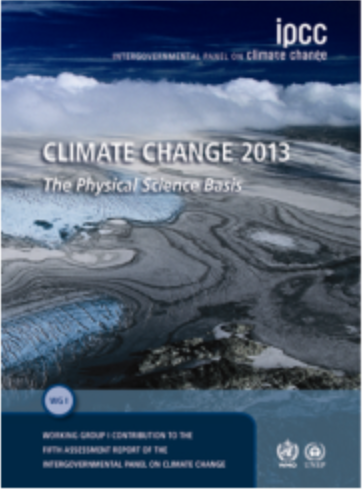 ipcc
INTERGOVERNMENTAL PANEL ON climate change
CLIMATE CHANGE 2013
The Physical Science Basis
WG I
WORKING GROUP I CONTRIBUTION TO THE
FIFTH ASSESSMENT REPORT OF THE
INTERGOVERNMENTAL PANEL ON CLIMATE CHANGE
WMO
UNEP